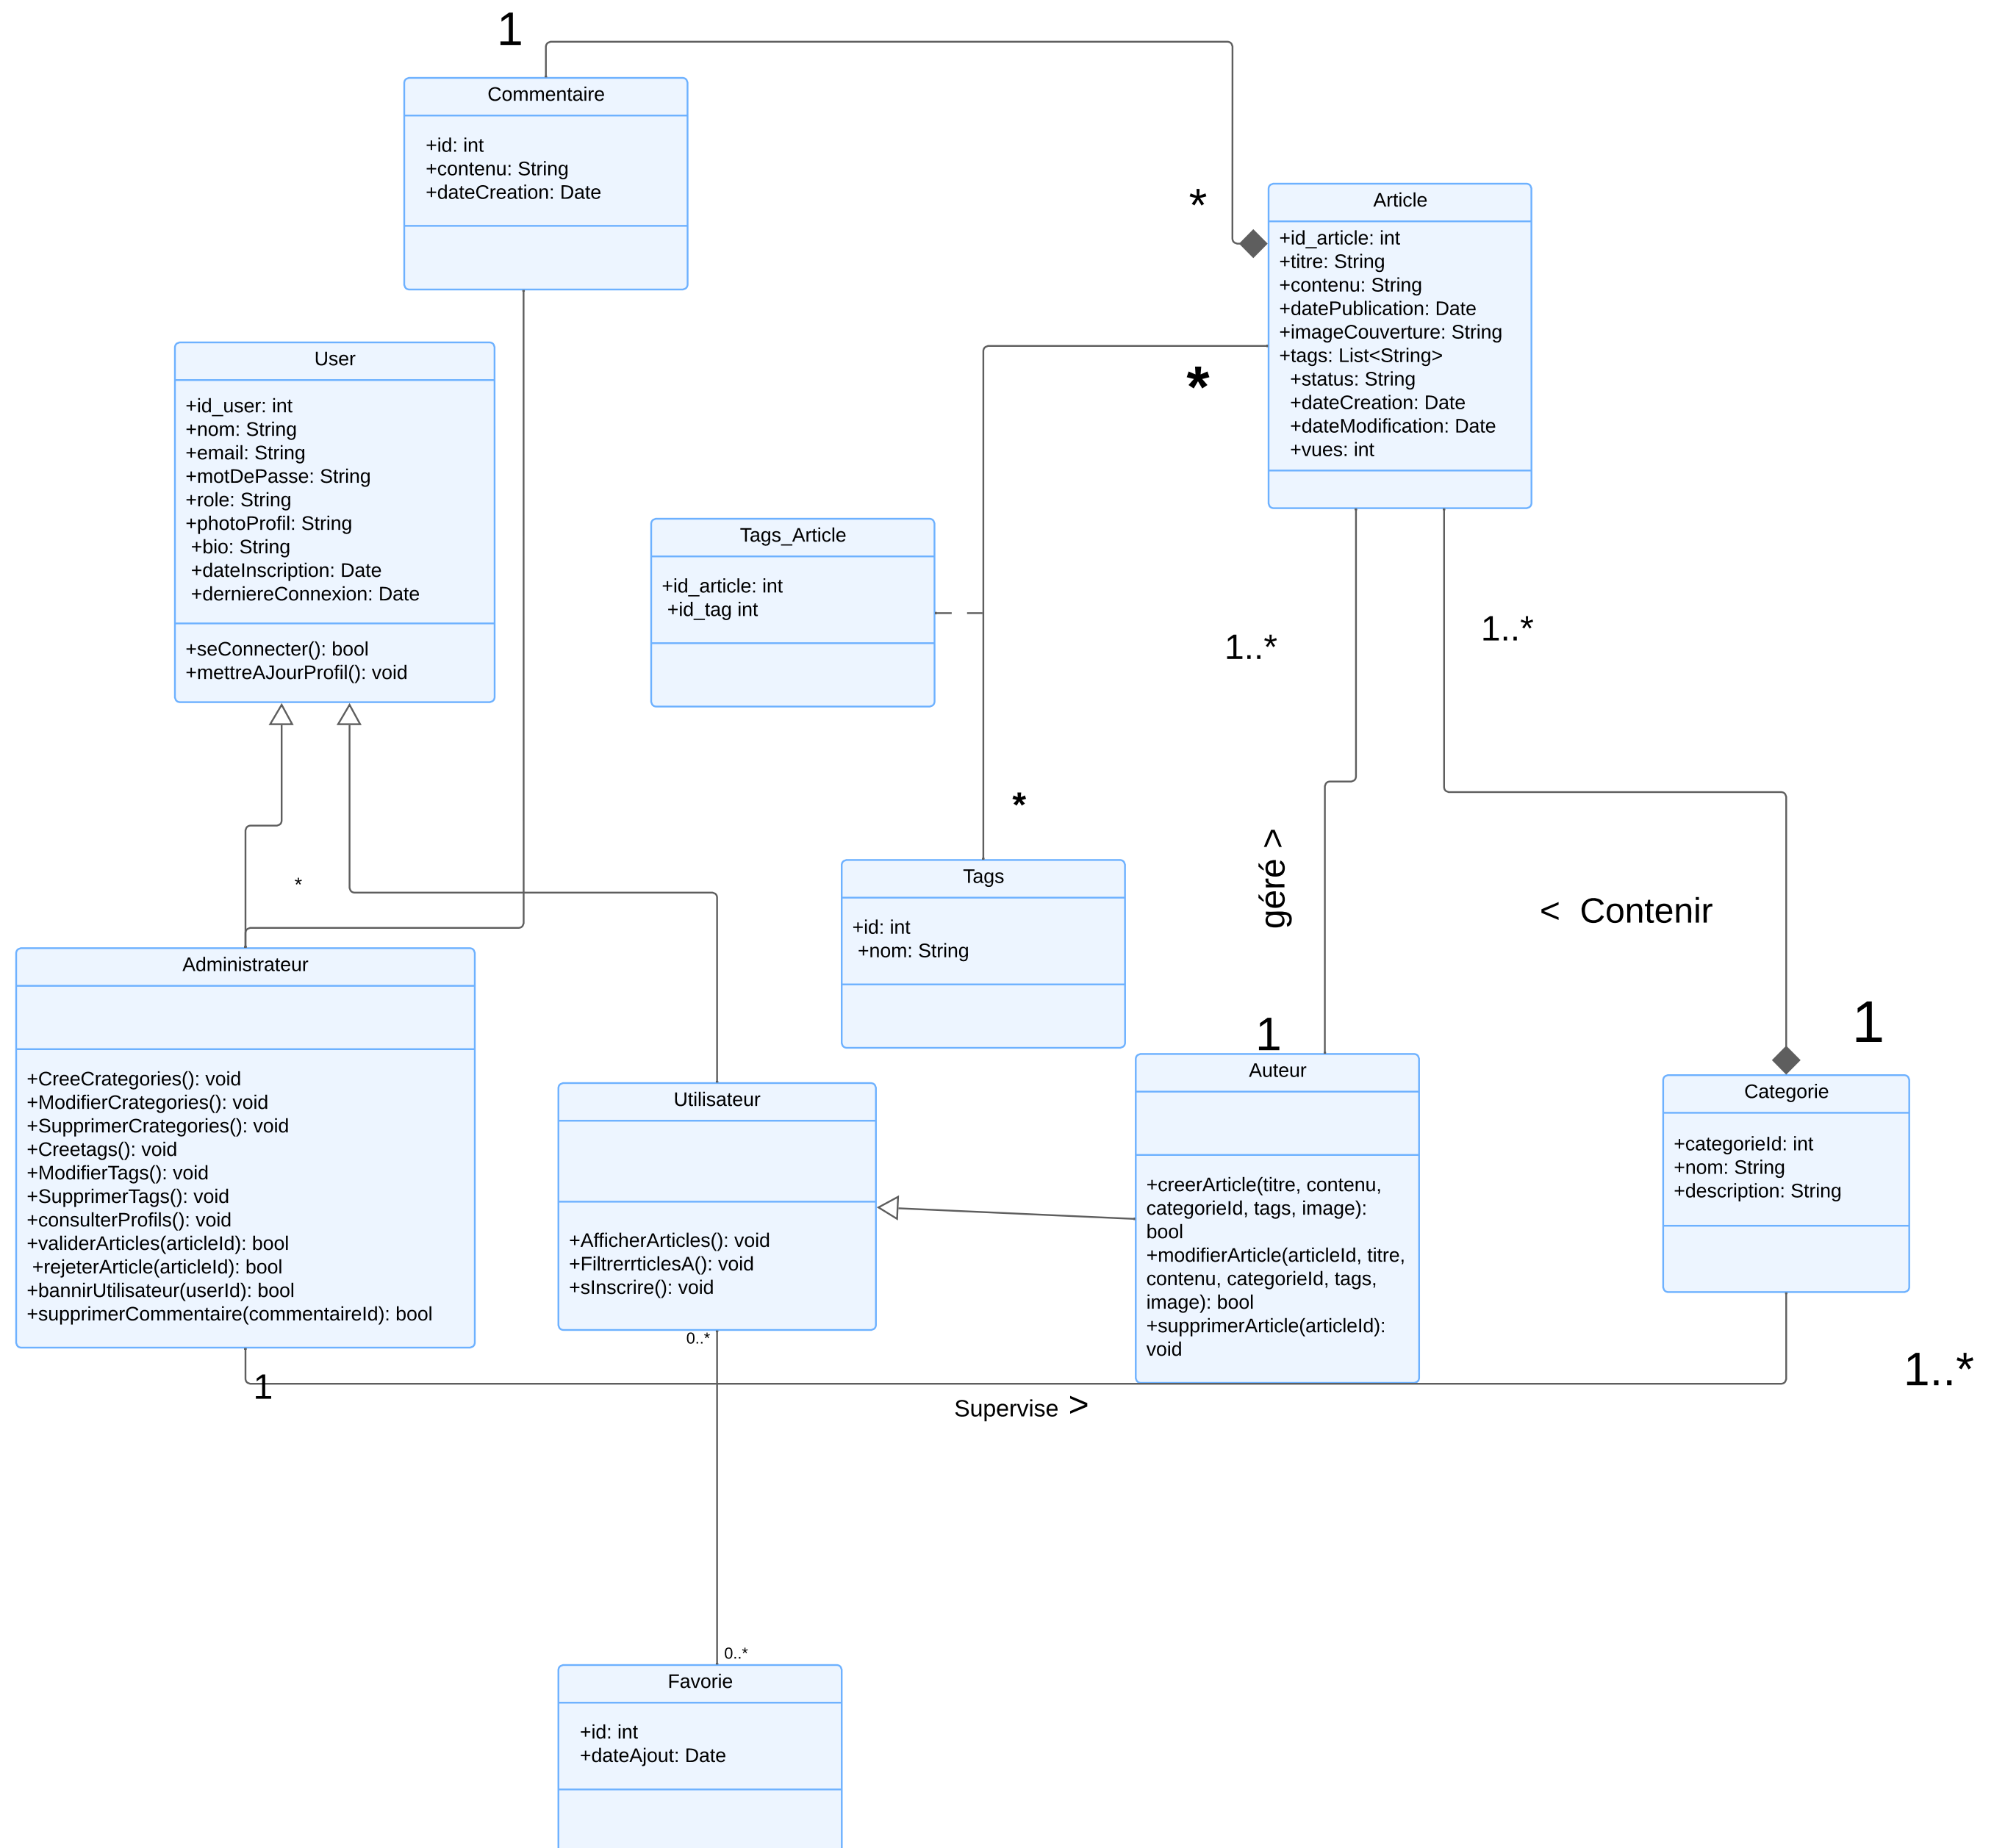 1
Commentaire
+id: int
+contenu: String
+dateCreation: Date
*
Article
+id_article: int
+titre: String
+contenu: String
+datePublication: Date
+imageCouverture: String
+tags: List<String>
+status: String
+dateCreation: Date
+dateModification: Date
+vues: int
*
User
+id_user: int
+nom: String
+email: String
+motDePasse: String
+role: String
+photoProfil: String
+bio: String
+dateInscription: Date
+derniereConnexion: Date
+seConnecter(): bool
+mettreAJourProfil(): void
Tags_Article
+id_article: int
+id_tag int
1..*
1..*
*
*
Tags
+id: int
+nom: String
géré >
< Contenir
Administrateur
+CreeCrategories(): void
+ModifierCrategories(): void
+SupprimerCrategories(): void
+Creetags(): void
+ModifierTags(): void
+SupprimerTags(): void
+consulterProfils(): void
+validerArticles(articleId): bool
+rejeterArticle(articleId): bool
+bannirUtilisateur(userId): bool
+supprimerCommentaire(commentaireId): bool
Utilisateur
+AfficherArticles(): void
+FiltrerrticlesA(): void
+sInscrire(): void
1
Auteur
+creerArticle(titre, contenu,
categorieId, tags, image):
bool
+modifierArticle(articleId, titre,
contenu, categorieId, tags,
image): bool
+supprimerArticle(articleId):
void
1
Categorie
+categorieId: int
+nom: String
+description: String
0..*
1
Supervise >
1..*
0..*
Favorie
+id: int
+dateAjout: Date